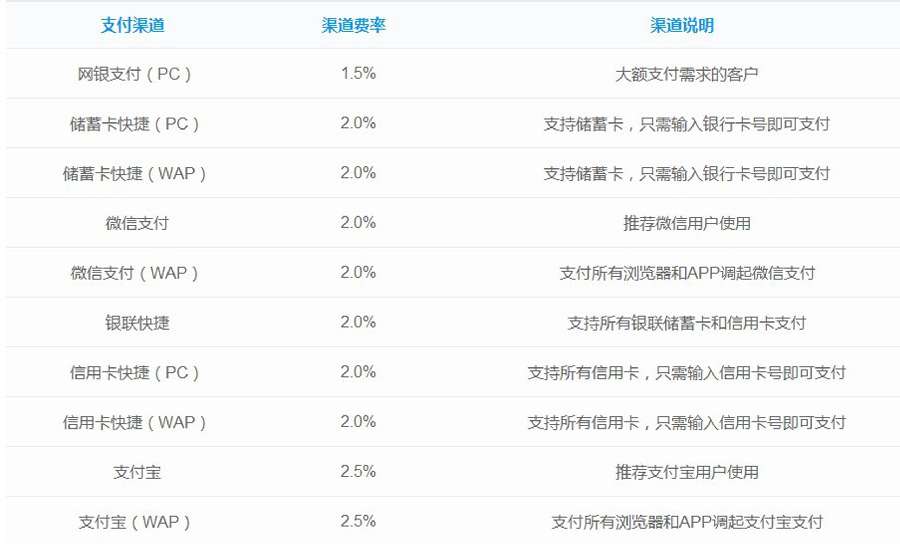 支付渠道 渠道费率 渠道说明
网银支付（PC） 1.5% 大额支付需求的客户
储蓄卡快捷（PC） 2.0% 支持储蓄卡，只需输入银行卡号即可支付
储蓄卡快捷（WAP） 2.0% 支持储蓄卡，只需输入银行卡号即可支付
微信支付 2.0% 推荐微信用户使用
微信支付（WAP） 2.0% 支付所有浏览器和APP调起微信支付
银联快捷 2.0% 支持所有银联储蓄卡和信用卡支付
信用卡快捷（PC） 2.0% 支持所有信用卡，只需输入信用卡号即可支付
信用卡快捷（WAP） 2.0% 支持所有信用卡，只需输入信用卡号即可支付
支付宝 2.5% 推荐支付宝用户使用
支付宝（WAP） 2.5% 支付所有浏览器和APP调起支付宝支付